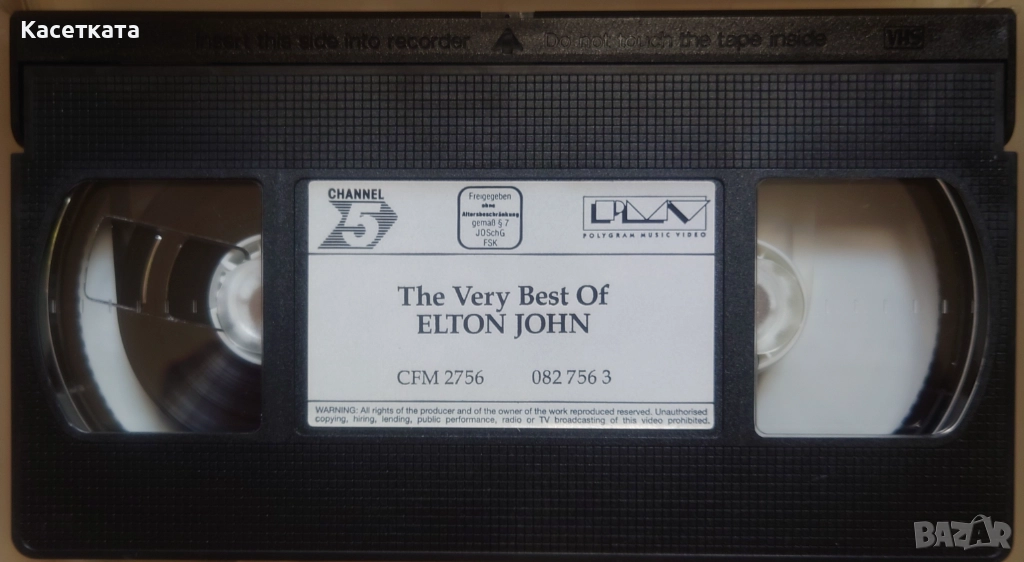 Касетката
Insert this side into recorder Do not touch the tape inside VHS
CHANNEL
5
Freigegeben
ohne
Altersbeschränkung
gemäß § 7
JÖSchG
FSK
PMV
POLYGRAM MUSIC VIDEO
The Very Best Of
ELTON JOHN
CFM 2756 082 756 3
WARNING: All rights of the producer and of the owner of the work reproduced reserved. Unauthorised
copying, hiring, lending, public performance, radio or TV broadcasting of this video prohibited.
BAZAR